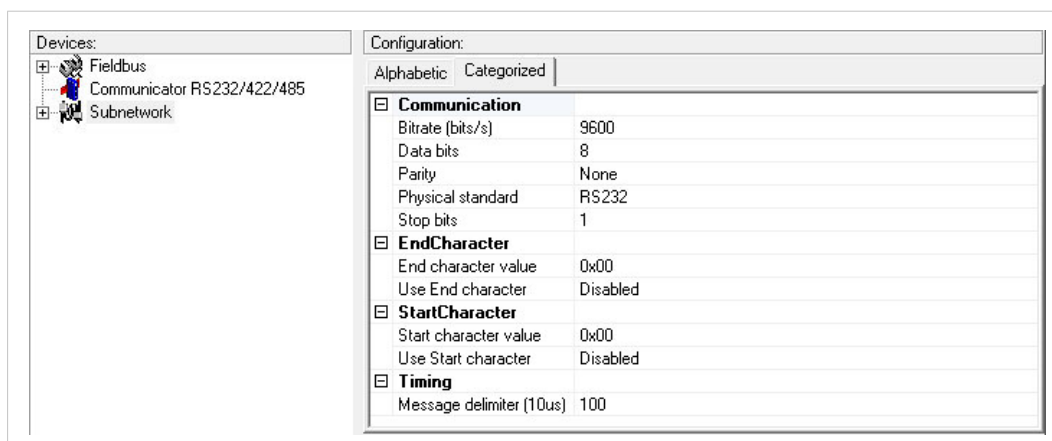 Devices:
Fieldbus
Communicator RS232/422/485
Subnetwork
Configuration:
Alphabetic Categorized
Communication
Bitrate (bits/s) 9600
Data bits 8
Parity None
Physical standard RS232
Stop bits 1
EndCharacter
End character value 0x00
Use End character Disabled
StartCharacter
Start character value 0x00
Use Start character Disabled
Timing
Message delimiter (10us) 100